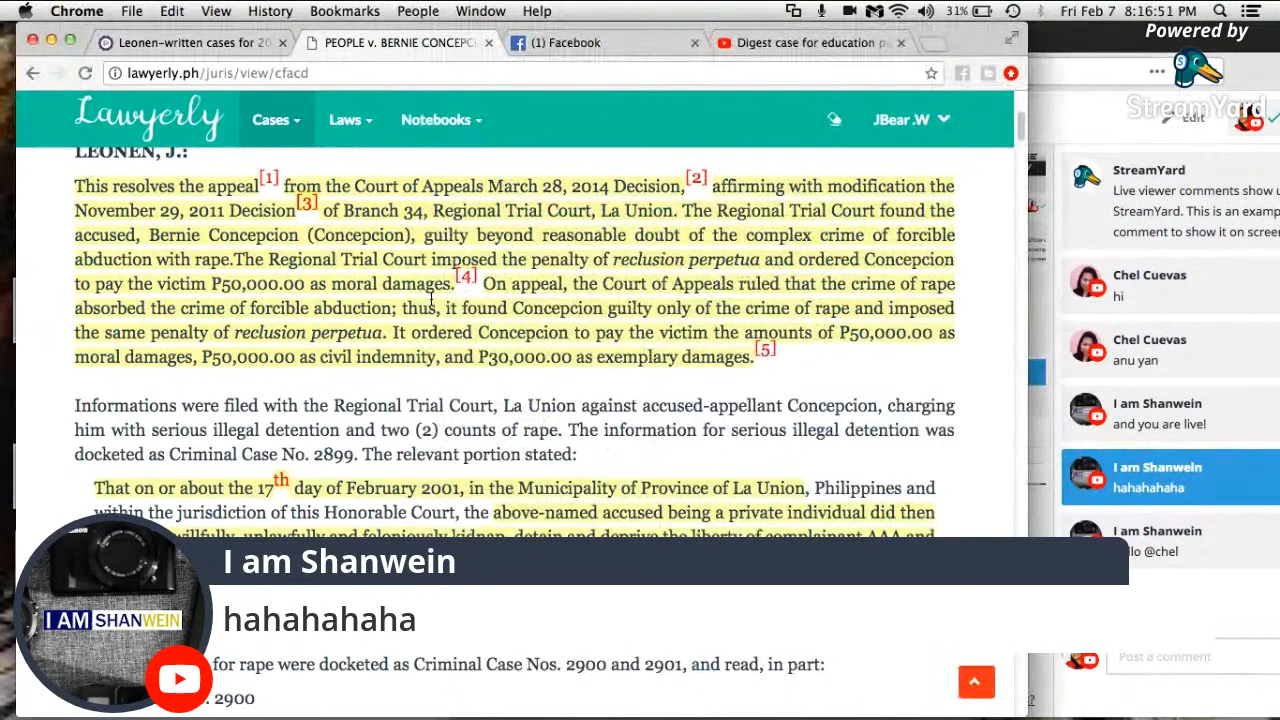 Chrome File Edit View History Bookmarks People Window Help 31% Fri Feb 7 8:16:51 PM
Powered by
StreamYard
Leonen-written cases for 20 PEOPLE v. BERNIE CONCEPC (1) Facebook Digest case for education p
lawyerly.ph/juris/view/cfacd
Lawyerly Cases Laws Notebooks JBear .W
Edit
LEONEN, J.:
This resolves the appeal[1] from the Court of Appeals March 28, 2014 Decision,[2] affirming with modification the
November 29, 2011 Decision[3] of Branch 34, Regional Trial Court, La Union. The Regional Trial Court found the
accused, Bernie Concepcion (Concepcion), guilty beyond reasonable doubt of the complex crime of forcible
abduction with rape.The Regional Trial Court imposed the penalty of reclusion perpetua and ordered Concepcion
to pay the victim P50,000.00 as moral damages.[4] On appeal, the Court of Appeals ruled that the crime of rape
absorbed the crime of forcible abduction; thus, it found Concepcion guilty only of the crime of rape and imposed
the same penalty of reclusion perpetua. It ordered Concepcion to pay the victim the amounts of P50,000.00 as
moral damages, P50,000.00 as civil indemnity, and P30,000.00 as exemplary damages.[5]
Informations were filed with the Regional Trial Court, La Union against accused-appellant Concepcion, charging
him with serious illegal detention and two (2) counts of rape. The information for serious illegal detention was
docketed as Criminal Case No. 2899. The relevant portion stated:
That on or about the 17th day of February 2001, in the Municipality of Province of La Union, Philippines and
within the jurisdiction of this Honorable Court, the above-named accused being a private individual did then
willfully, unlawfully and feloniously kidnap, detain and deprive the liberty of complainant AAA and
for rape were docketed as Criminal Case Nos. 2900 and 2901, and read, in part:
. 2900
StreamYard
Live viewer comments show u
StreamYard. This is an examp
comment to show it on screen
Chel Cuevas
hi
Chel Cuevas
anu yan
I am Shanwein
and you are live!
I am Shanwein
hahahahaha
I am Shanwein
llo @chel
Post a comment
I am Shanwein
hahahahaha
I AM SHANWEIN